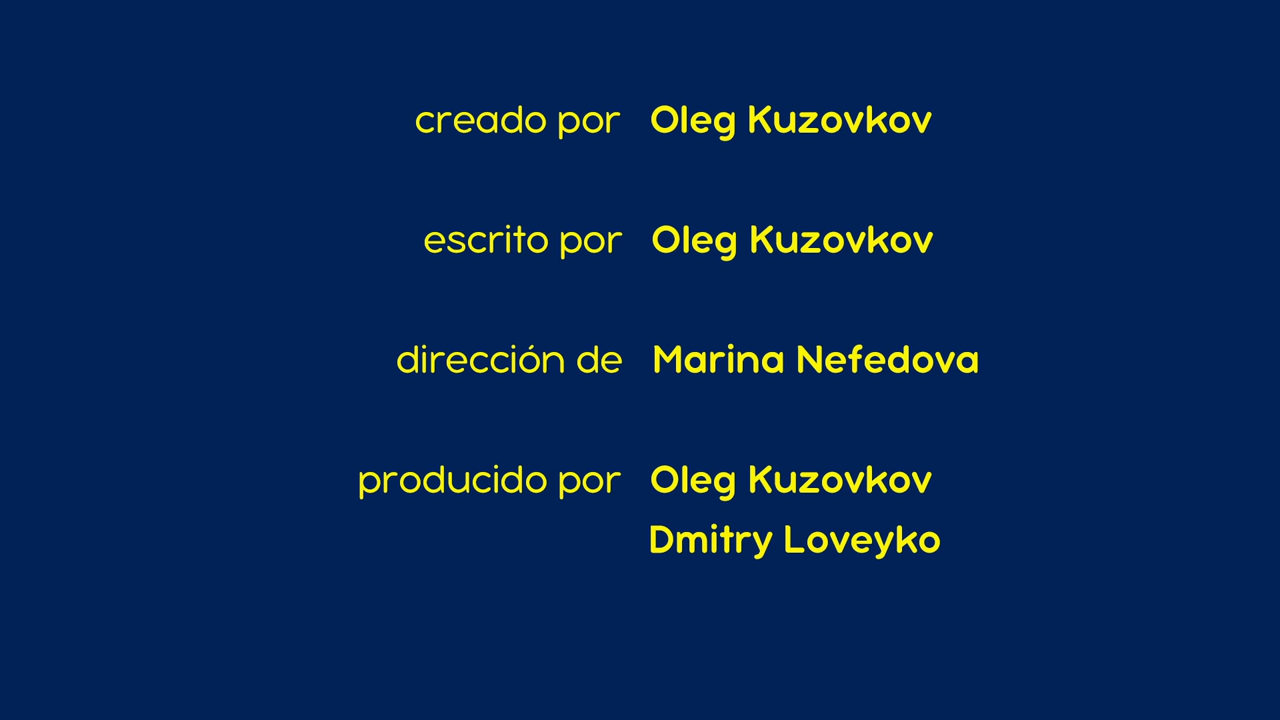 creado por Oleg Kuzovkov
escrito por Oleg Kuzovkov
dirección de Marina Nefedova
producido por Oleg Kuzovkov
Dmitry Loveyko